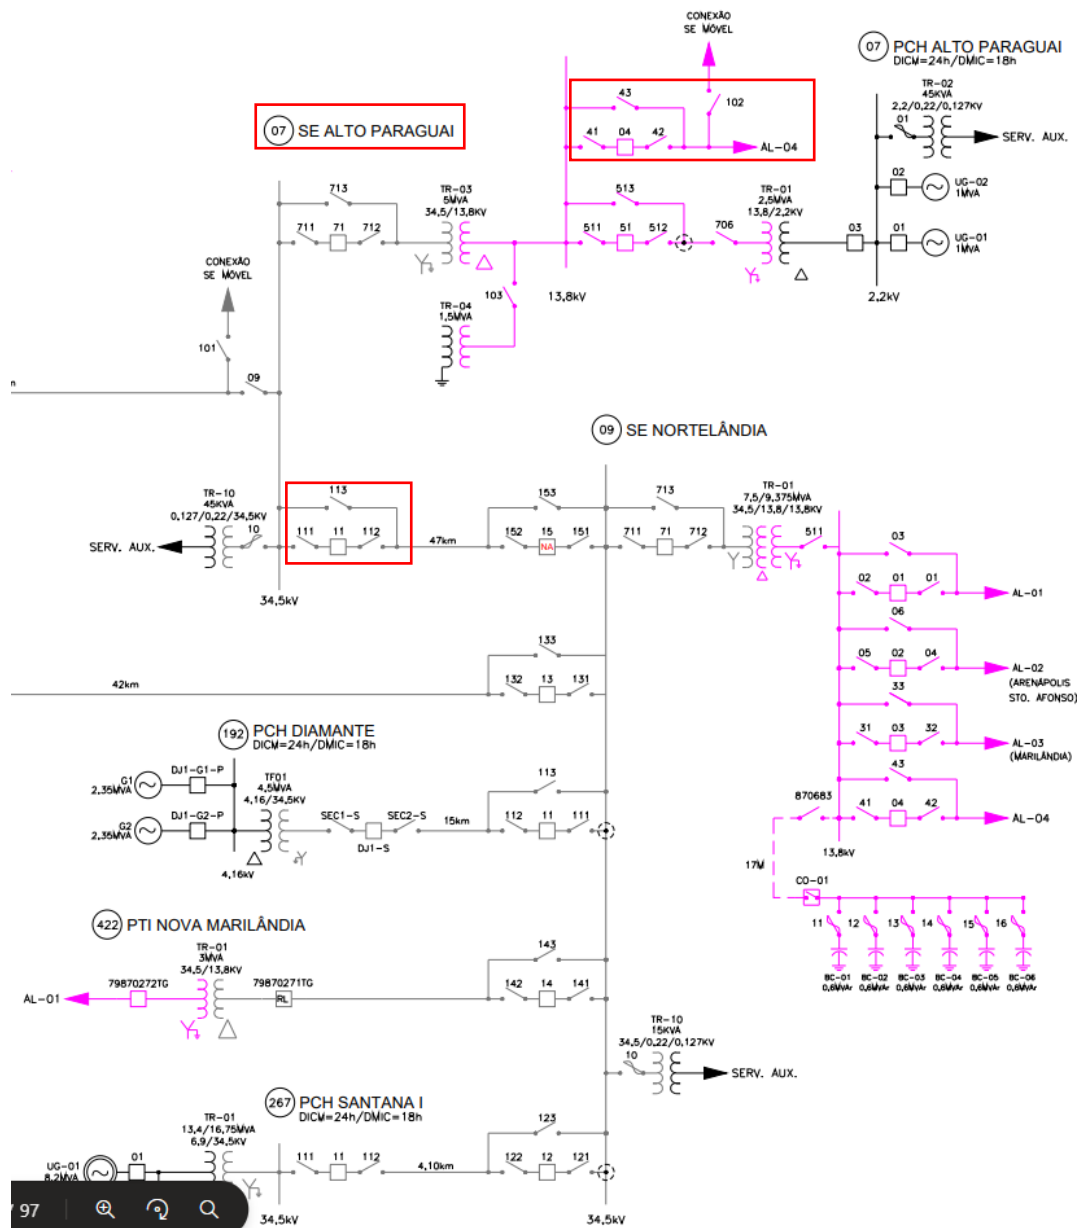 CONEXÃO
SE MÓVEL
07 PCH ALTO PARAGUAI
DICM=24h/DMIC=18h
TR-02
45KVA
2,2/0,22/0,127KV
01
SERV. AUX.
43
102
07 SE ALTO PARAGUAI
41 04 42
AL-04
02
UG-02
1MVA
713
TR-03
5MVA
34,5/13,8KV
513
TR-01
2,5MVA
13,8/2,2KV
711 71 712
511 51 512
706
03
01
UG-01
1MVA
CONEXÃO
SE MÓVEL
103
13,8kV
2,2kV
TR-04
1,5MVA
101
09
m
09 SE NORTELÂNDIA
TR-10
45KVA
0,127/0,22/34,5KV
10
SERV. AUX.
113
111 11 112
47km
153
152 15 151
NA
713
711 71 712
TR-01
7,5/9,375MVA
34,5/13,8/13,8KV
511
34,5kV
03
02 01 01
AL-01
06
05 02 04
AL-02
(ARENÁPOLIS
STO. AFONSO)
133
132 13 131
42km
33
31 03 32
AL-03
(MARILÂNDIA)
192 PCH DIAMANTE
DICM=24h/DMIC=18h
G1
2,35MVA
DJ1-G1-P
TF01
4,5MVA
4,16/34,5KV
G2
2,35MVA
DJ1-G2-P
SEC1-S
SEC2-S
DJ1-S
15km
4,16kV
113
112 11 111
43
41 04 42
AL-04
870683
13,8kV
17M
CO-01
11 12 13 14 15 16
BC-01
0,6MVAr
BC-02
0,6MVAr
BC-03
0,6MVAr
BC-04
0,6MVAr
BC-05
0,6MVAr
BC-06
0,6MVAr
422 PTI NOVA MARILÂNDIA
TR-01
3MVA
34,5/13,8KV
AL-01
79870272TG
79870271TG
RL
143
142 14 141
TR-10
15KVA
34,5/0,22/0,127KV
10
SERV. AUX.
267 PCH SANTANA I
DICM=24h/DMIC=18h
TR-01
13,4/16,75MVA
6,9/34,5KV
UG-01
8,2MVA
01
111 11 112
4,10km
123
122 12 121
34,5kV
34,5kV
/ 97